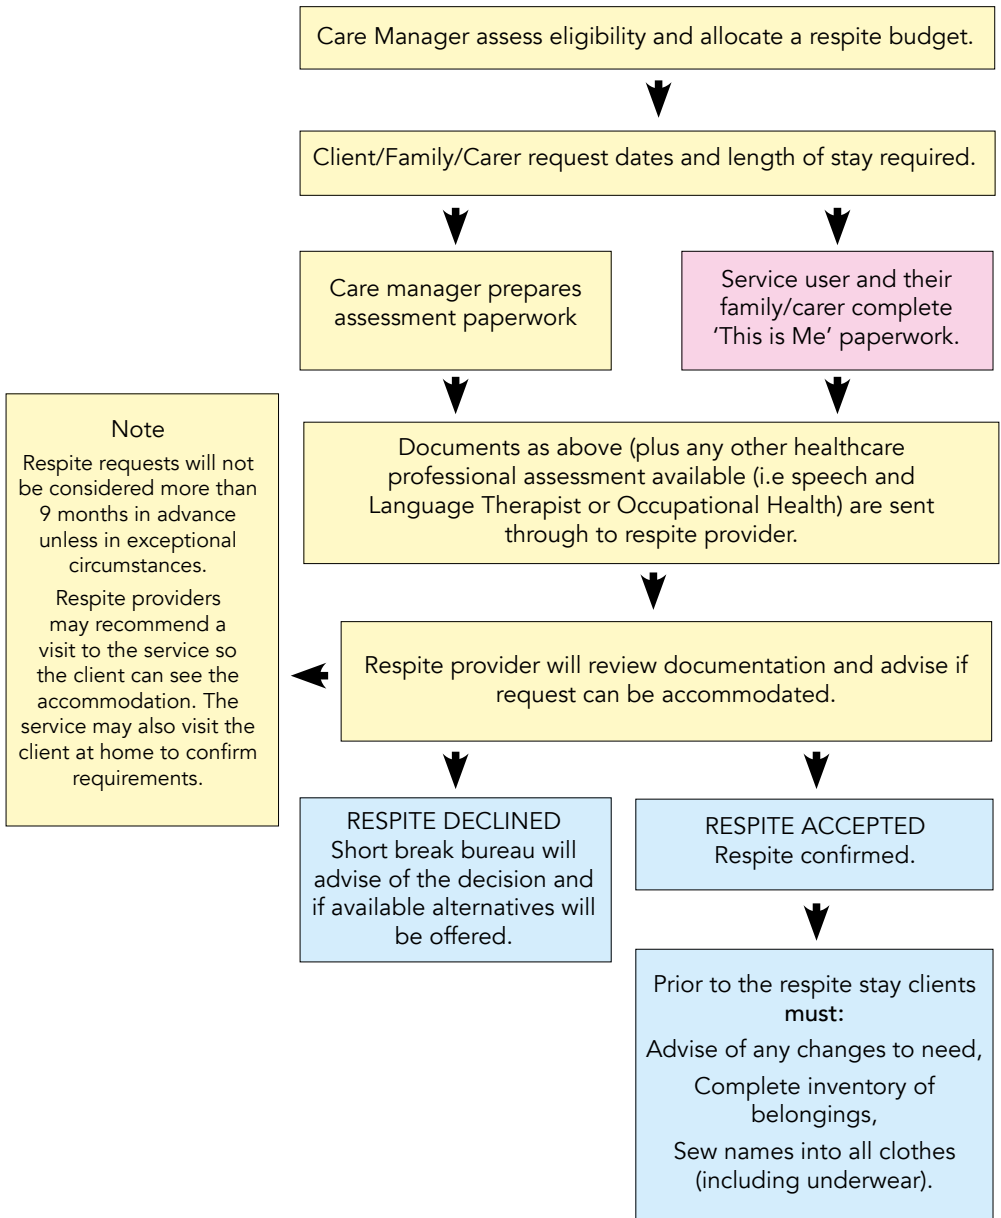 Care Manager assess eligibility and allocate a respite budget.
Client/Family/Carer request dates and length of stay required.
Care manager prepares
assessment paperwork
Service user and their
family/carer complete
‘This is Me’ paperwork.
Documents as above (plus any other healthcare
professional assessment available (i.e speech and
Language Therapist or Occupational Health) are sent
through to respite provider.
Note
Respite requests will not
be considered more than
9 months in advance
unless in exceptional
circumstances.
Respite providers
may recommend a
visit to the service so
the client can see the
accommodation. The
service may also visit the
client at home to confirm
requirements.
Respite provider will review documentation and advise if
request can be accommodated.
RESPITE DECLINED
Short break bureau will
advise of the decision and
if available alternatives will
be offered.
RESPITE ACCEPTED
Respite confirmed.
Prior to the respite stay clients
must:
Advise of any changes to need,
Complete inventory of
belongings,
Sew names into all clothes
(including underwear).